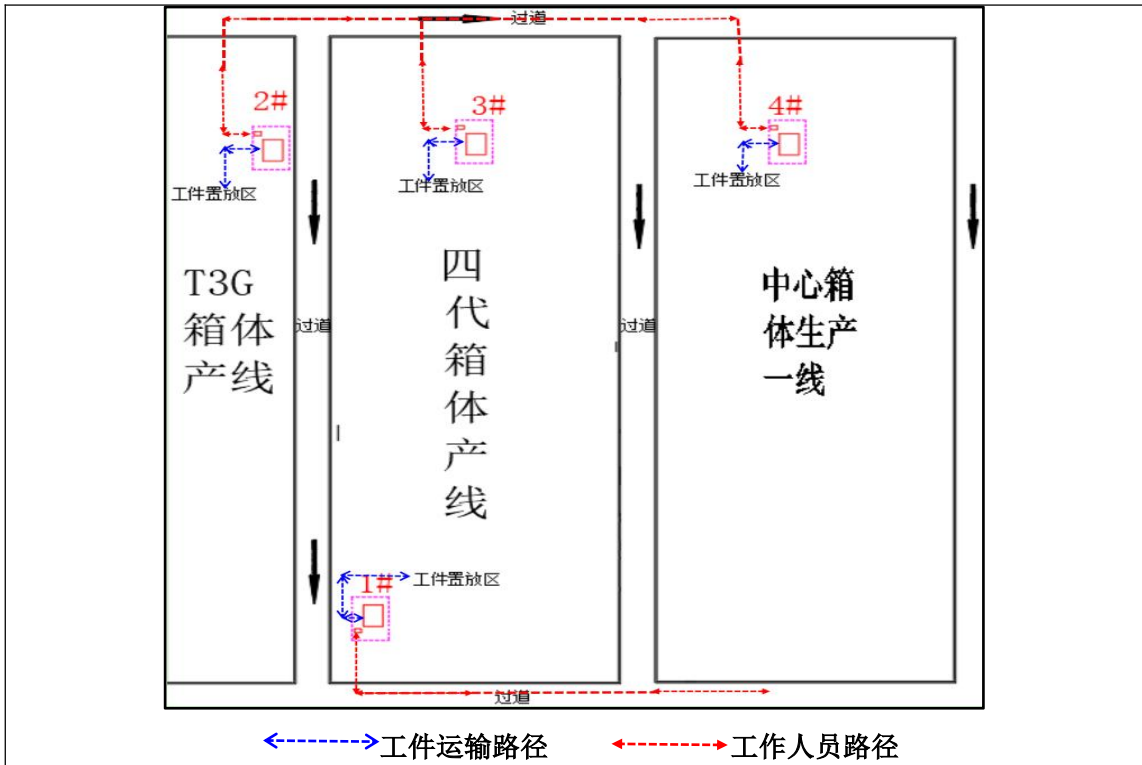 过道
2#
3#
4#
工件置放区
工件置放区
工件置放区
T3G
箱体
产线
过道
四
代
箱
体
产
线
过道
中心箱
体生产
一线
1#
工件置放区
过道
工件运输路径
工作人员路径